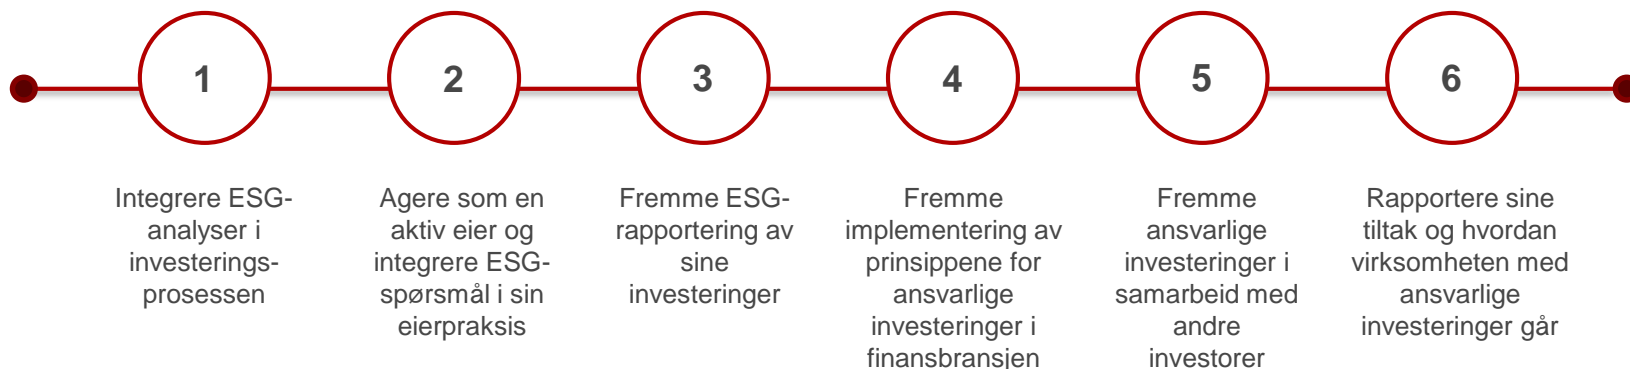 1
Integrere ESG-
analyser i
investerings-
prosessen
2
Agere som en
aktiv eier og
integrere ESG-
spørsmål i sin
eierpraksis
3
Fremme ESG-
rapportering av
sine
investeringer
4
Fremme
implementering av
prinsippene for
ansvarlige
investeringer i
finansbransjen
5
Fremme
ansvarlige
investeringer i
samarbeid med
andre
investorer
6
Rapportere sine
tiltak og hvordan
virksomheten med
ansvarlige
investeringer går